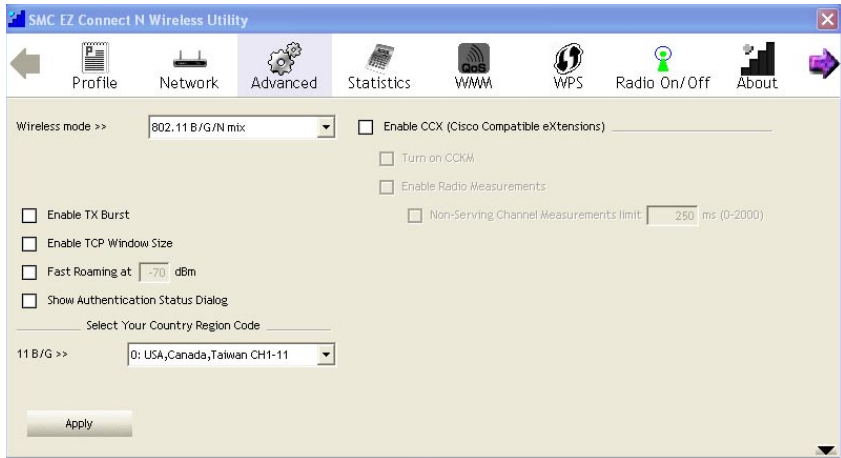 SMC EZ Connect N Wireless Utility
Profile Network Advanced Statistics QoS WMM WPS Radio On/Off About
Wireless mode >> 802.11 B/G/N mix
Enable CCX (Cisco Compatible eXtensions)
Turn on CCKM
Enable Radio Measurements
Non-Serving Channel Measurements limit 250 ms (0-2000)
Enable TX Burst
Enable TCP Window Size
Fast Roaming at -70 dBm
Show Authentication Status Dialog
Select Your Country Region Code
11 B/G >> 0: USA,Canada,Taiwan CH1-11
Apply